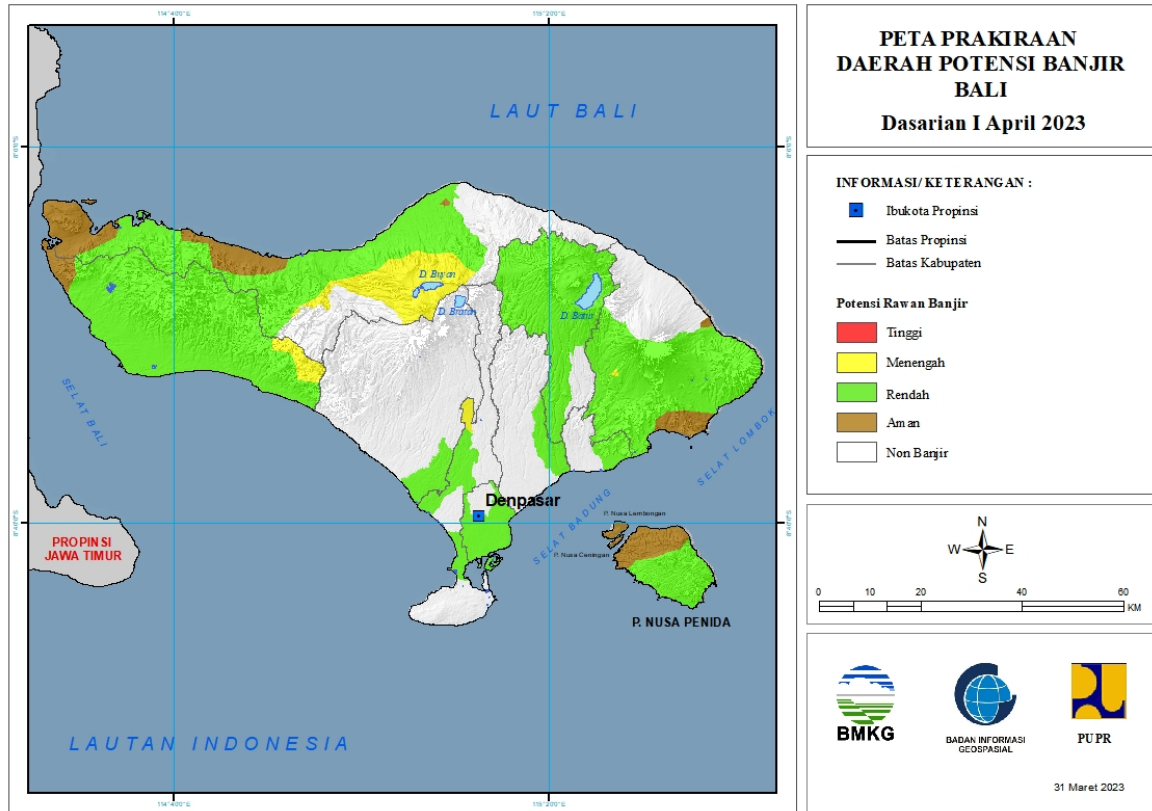 PETA PRAKIRAAN
DAERAH POTENSI BANJIR
BALI
Dasarian I April 2023
INFORMASI/ KETERANGAN :
Ibukota Propinsi
Batas Propinsi
Batas Kabupaten
Potensi Rawan Banjir
Tinggi
Menengah
Rendah
Aman
Non Banjir
N
W
E
S
0
10
20
40
60
KM
BMKG
BADAN INFORMASI
GEOSPASIAL
PUPR
31 Maret 2023
114°40'0"E
LAUT BALI
D. Buyan
D. Bratan
D. Batur
SELAT BALI
SELAT LOMBOK
SELAT BADUNG
Denpasar
P. Nusa Lembongan
P. Nusa Ceningan
P. NUSA PENIDA
PROPINSI
JAWA TIMUR
LAUTAN INDONESIA